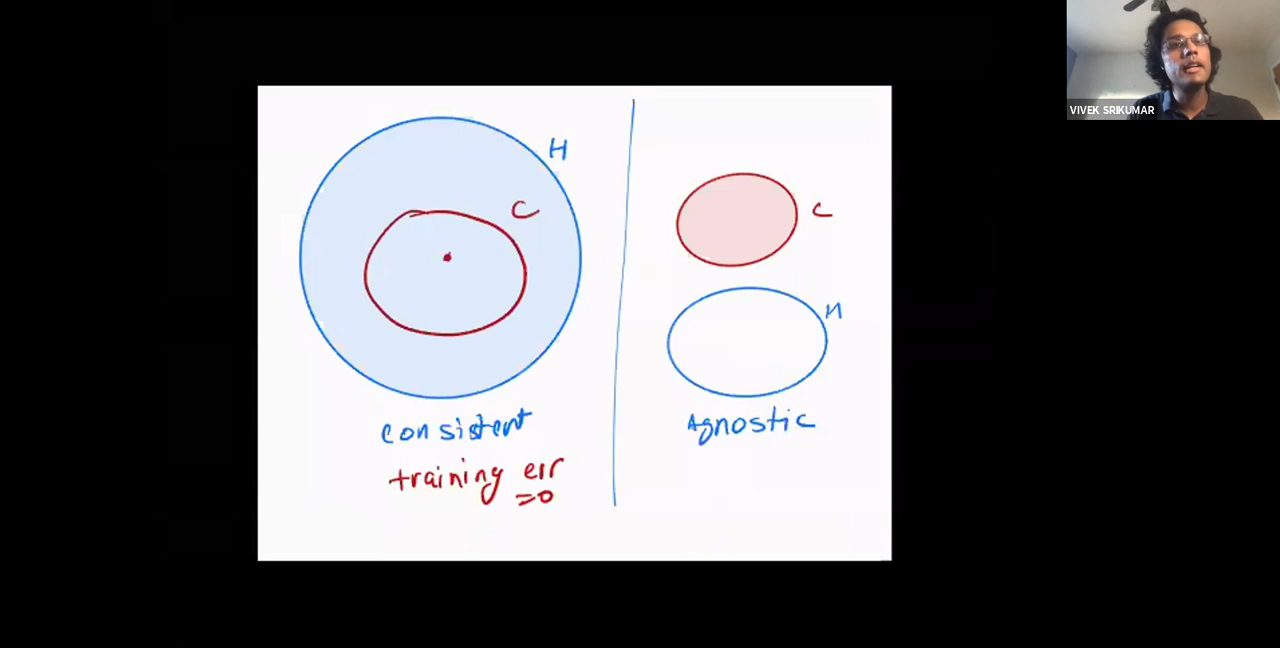 H
C
consistent
training err
=0
C
H
Agnostic
VIVEK SRIKUMAR